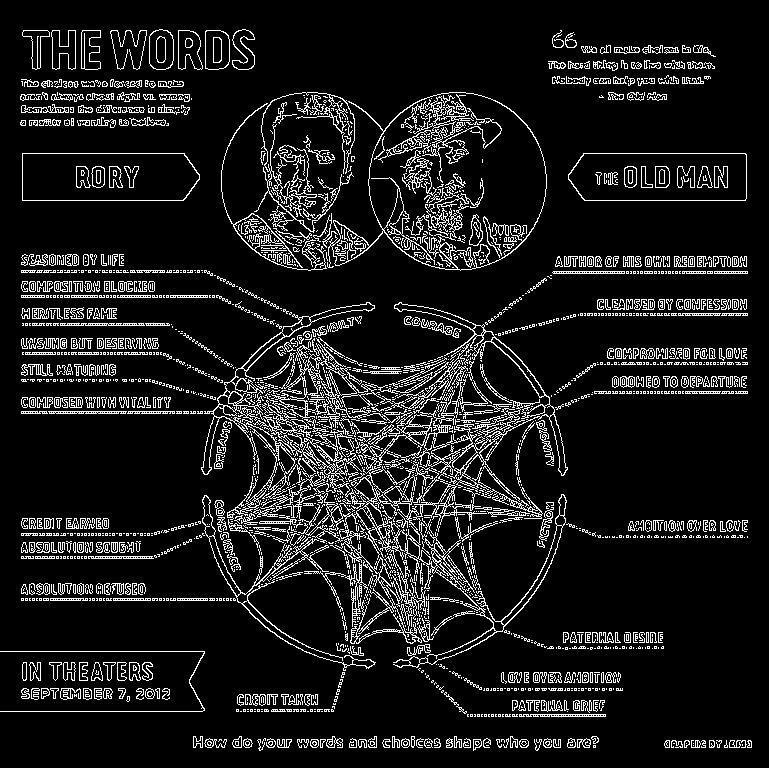 THE WORDS
The choices we're forced to make
aren't always about right vs. wrong.
Sometimes the difference is simply
a matter of wanting to believe.
“We all make choices in life.
The hard thing is to live with them.
Nobody can help you with that.”
- The Old Man
RORY
THE OLD MAN
SEASONED BY LIFE
COMPOSITION BLOCKED
MERITLESS FAME
UNSUNG BUT DESERVING
STILL MATURING
COMPOSED WITH VITALITY
AUTHOR OF HIS OWN REDEMPTION
CLEANSED BY CONFESSION
COMPROMISED FOR LOVE
DOOMED TO DEPARTURE
RESPONSIBILTY
COURAGE
DREAMS
DIGNITY
CONSCIENCE
FICTION
WILL
LIFE
CREDIT EARNED
ABSOLUTION SOUGHT
ABSOLUTION REFUSED
AMBITION OVER LOVE
PATERNAL DESIRE
LOVE OVER AMBITION
PATERNAL GRIEF
CREDIT TAKEN
IN THEATERS
SEPTEMBER 7, 2012
How do your words and choices shape who you are?
GRAPHIC BY